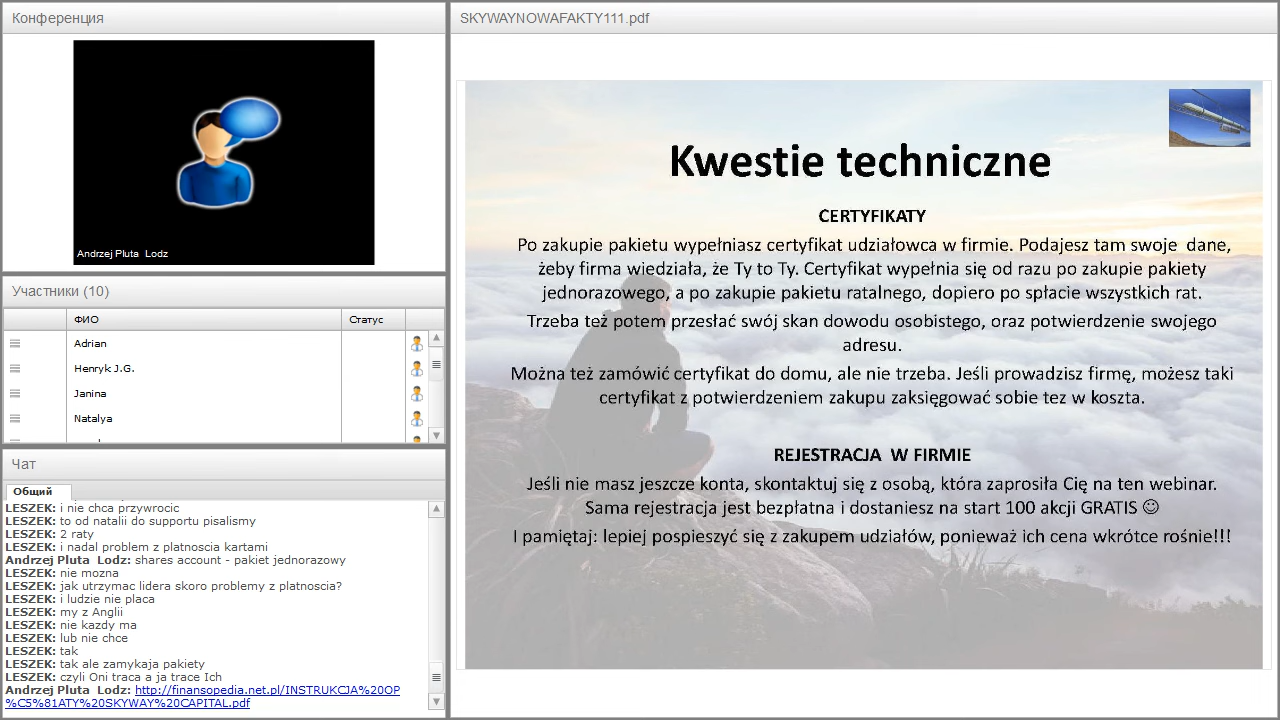 Конференция
Andrzej Pluta Lodz
Участники (10)
ФИО
Статус
Adrian
Henryk J.G.
Janina
Natalya
Чат
Общий
LESZEK: i nie chca przywrocic
LESZEK: to od natalii do supportu pisalismy
LESZEK: 2 raty
LESZEK: i nadal problem z platnoscia kartami
Andrzej Pluta Lodz: shares account - pakiet jednorazowy
LESZEK: nie mozna
LESZEK: jak utrzymac lidera skoro problemy z platnoscia?
LESZEK: i ludzie nie placa
LESZEK: my z Anglii
LESZEK: nie kazdy ma
LESZEK: lub nie chce
LESZEK: tak
LESZEK: tak ale zamykaja pakiety
LESZEK: czyli Oni traca a ja trace Ich
Andrzej Pluta Lodz: http://finansopedia.net.pl/INSTRUKCJA%20OP
%C5%81ATY%20SKYWAY%20CAPITAL.pdf
SKYWAYNOWAFAKTY111.pdf
Kwestie techniczne
CERTYFIKATY
Po zakupie pakietu wypełniasz certyfikat udziałowca w firmie. Podajesz tam swoje dane,
żeby firma wiedziała, że Ty to Ty. Certyfikat wypełnia się od razu po zakupie pakiety
jednorazowego, a po zakupie pakietu ratalnego, dopiero po spłacie wszystkich rat.
Trzeba też potem przesłać swój skan dowodu osobistego, oraz potwierdzenie swojego
adresu.
Można też zamówić certyfikat do domu, ale nie trzeba. Jeśli prowadzisz firmę, możesz taki
certyfikat z potwierdzeniem zakupu zaksięgować sobie tez w koszta.
REJESTRACJA W FIRMIE
Jeśli nie masz jeszcze konta, skontaktuj się z osobą, która zaprosiła Cię na ten webinar.
Sama rejestracja jest bezpłatna i dostaniesz na start 100 akcji GRATIS ☺
I pamiętaj: lepiej pospieszyć się z zakupem udziałów, ponieważ ich cena wkrótce rośnie!!!